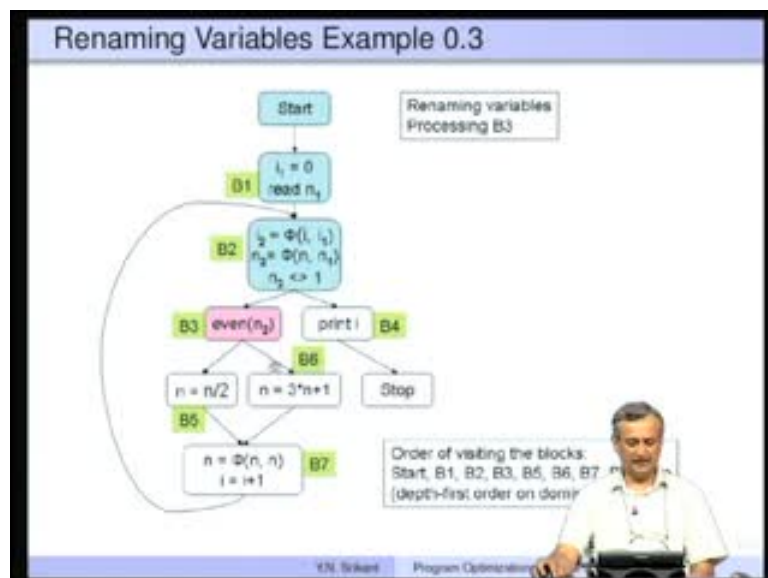 Renaming Variables Example 0.3
Start
Renaming variables
Processing B3
B1
i₁ = 0
read n₁
B2
i₂ = Φ(i, i₁)
n₂= Φ(n, n₁)
n₂ <> 1
B3
even(n₂)
print i
B4
B6
n = n/2
n = 3*n+1
Stop
B5
n = Φ(n, n)
i = i+1
B7
Order of visiting the blocks:
Start, B1, B2, B3, B5, B6, B7,
(depth-first order on
Y.N. Srikant Program